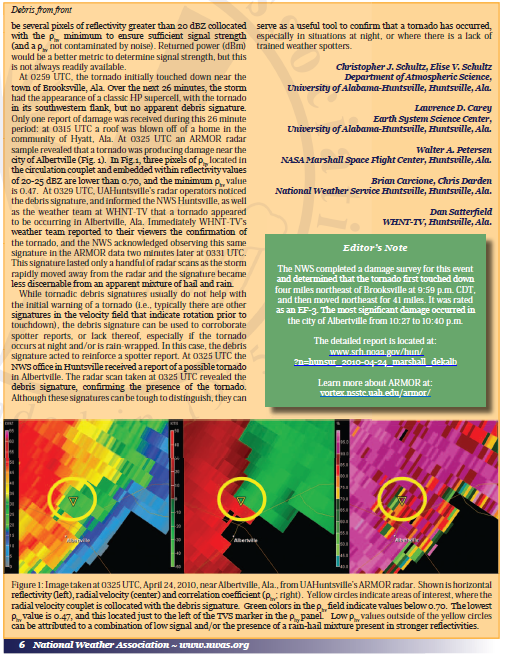 Debris from front
be several pixels of reflectivity greater than 20 dBZ collocated
with the ρhv minimum to ensure sufficient signal strength
(and a ρhv not contaminated by noise). Returned power (dBm)
would be a better metric to determine signal strength, but this
is not always readily available.
At 0259 UTC, the tornado initially touched down near the
town of Brooksville, Ala. Over the next 26 minutes, the storm
had the appearance of a classic HP supercell, with the tornado
in its southwestern flank, but no apparent debris signature.
Only one report of damage was received during this 26 minute
period: at 0315 UTC a roof was blown off of a home in the
community of Hyatt, Ala. At 0325 UTC an ARMOR radar
sample revealed that a tornado was producing damage near the
city of Albertville (Fig. 1). In Fig.1, three pixels of ρhv located in
the circulation couplet and embedded within reflectivity values
of 20-25 dBZ are lower than 0.70, and the minimum ρhv value
is 0.47. At 0329 UTC, UAHuntsville's radar operators noticed
the debris signature, and informed the NWS Huntsville, as well
as the weather team at WHNT-TV that a tornado appeared
to be occurring in Albertville, Ala. Immediately WHNT-TV's
weather team reported to their viewers the confirmation of
the tornado, and the NWS acknowledged observing this same
signature in the ARMOR data two minutes later at 0331 UTC.
This signature lasted only a handful of radar scans as the storm
rapidly moved away from the radar and the signature became
less discernable from an apparent mixture of hail and rain.
While tornadic debris signatures usually do not help with
the initial warning of a tornado (i.e., typically there are other
signatures in the velocity field that indicate rotation prior to
touchdown), the debris signature can be used to corroborate
spotter reports, or lack thereof, especially if the tornado
occurs at night and/or is rain-wrapped. In this case, the debris
signature acted to reinforce a spotter report. At 0325 UTC the
NWS office in Huntsville received a report of a possible tornado
in Albertville. The radar scan taken at 0325 UTC revealed the
debris signature, confirming the presence of the tornado.
Although these signatures can be tough to distinguish, they can
serve as a useful tool to confirm that a tornado has occurred,
especially in situations at night, or where there is a lack of
trained weather spotters.
Christopher J. Schultz, Elise V. Schultz
Department of Atmospheric Science,
University of Alabama-Huntsville, Huntsville, Ala.
Lawrence D. Carey
Earth System Science Center,
University of Alabama-Huntsville, Huntsville, Ala.
Walter A. Petersen
NASA Marshall Space Flight Center, Huntsville, Ala.
Brian Carcione, Chris Darden
National Weather Service Huntsville, Huntsville, Ala.
Dan Satterfield
WHNT-TV, Huntsville, Ala.
Editor's Note
The NWS completed a damage survey for this event
and determined that the tornado first touched down
four miles northeast of Brooksville at 9:59 p.m. CDT,
and then moved northeast for 41 miles. It was rated
as an EF-3. The most significant damage occurred in
the city of Albertville from 10:27 to 10:40 p.m.
The detailed report is located at:
www.srh.noaa.gov/hun/
?n=hunsur_2010-04-24_marshall_dekalb
Learn more about ARMOR at:
vortex.nsstc.uah.edu/armor/
Albertville
Albertville
Albertville
Figure 1: Image taken at 0325 UTC, April 24, 2010, near Albertville, Ala., from UAHuntsville's ARMOR radar. Shown is horizontal
reflectivity (left), radial velocity (center) and correlation coefficient (ρhv, right). Yellow circles indicate areas of interest, where the
radial velocity couplet is collocated with the debris signature. Green colors in the ρhv field indicate values below 0.70. The lowest
ρhv value is 0.47, and this located just to the left of the TVS marker in the ρhv panel. Low ρhv values outside of the yellow circles
can be attributed to a combination of low signal and/or the presence of a rain-hail mixture present in stronger reflectivities.
6 National Weather Association ~ www.nwas.org